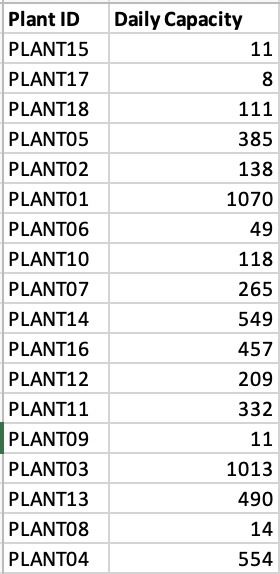 Plant ID Daily Capacity
PLANT15 11
PLANT17 8
PLANT18 111
PLANT05 385
PLANT02 138
PLANT01 1070
PLANT06 49
PLANT10 118
PLANT07 265
PLANT14 549
PLANT16 457
PLANT12 209
PLANT11 332
PLANT09 11
PLANT03 1013
PLANT13 490
PLANT08 14
PLANT04 554